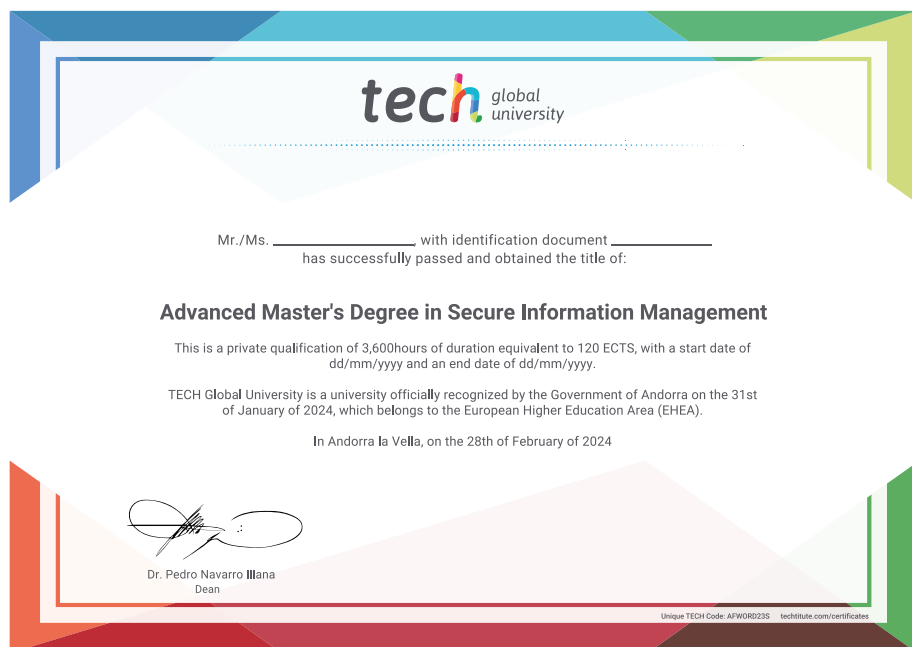 tech global university
Mr./Ms. ____________________, with identification document ______________
has successfully passed and obtained the title of:
Advanced Master's Degree in Secure Information Management
This is a private qualification of 3,600hours of duration equivalent to 120 ECTS, with a start date of
dd/mm/yyyy and an end date of dd/mm/yyyy.
TECH Global University is a university officially recognized by the Government of Andorra on the 31st
of January of 2024, which belongs to the European Higher Education Area (EHEA).
In Andorra la Vella, on the 28th of February of 2024
Dr. Pedro Navarro Illana
Dean
Unique TECH Code: AFWORD23S techtitute.com/certificates